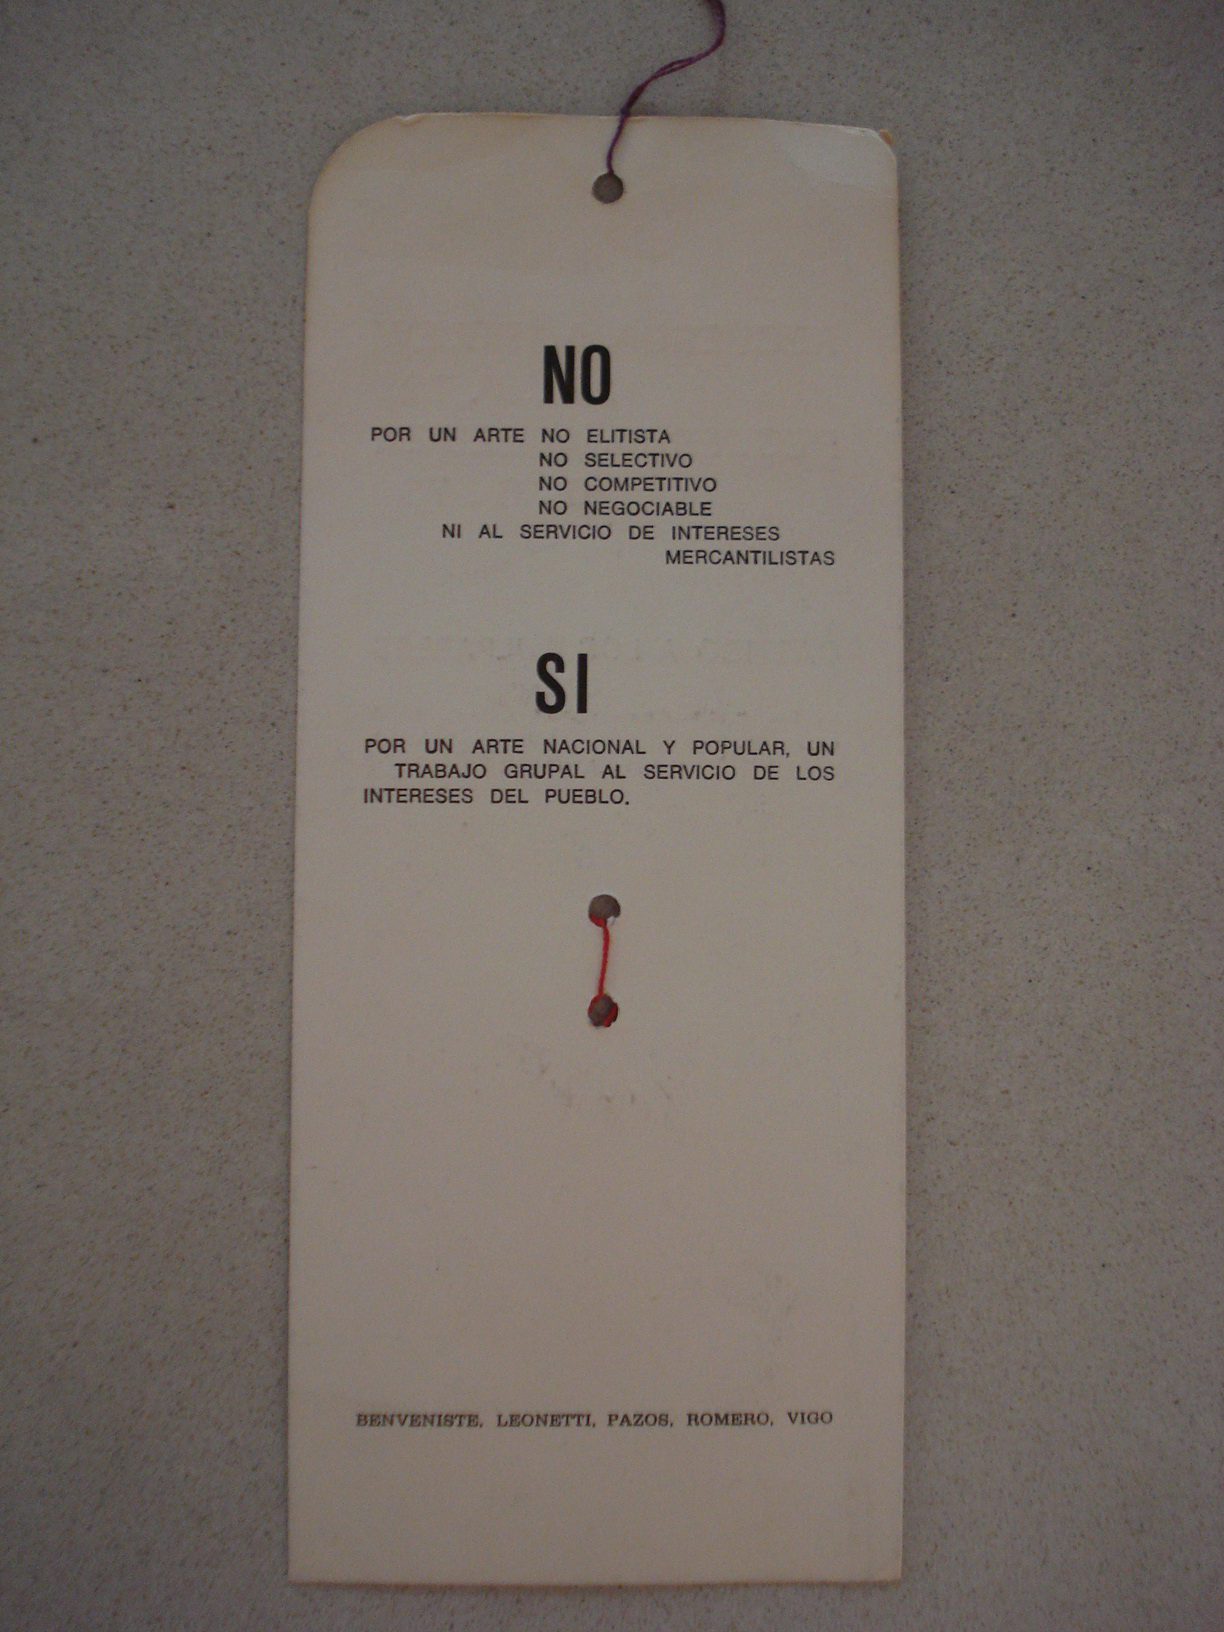 NO
POR UN ARTE NO ELITISTA
NO SELECTIVO
NO COMPETITIVO
NO NEGOCIABLE
NI AL SERVICIO DE INTERESES
MERCANTILISTAS
SI
POR UN ARTE NACIONAL Y POPULAR, UN
TRABAJO GRUPAL AL SERVICIO DE LOS
INTERESES DEL PUEBLO.
BENVENISTE, LEONETTI, PAZOS, ROMERO, VIGO